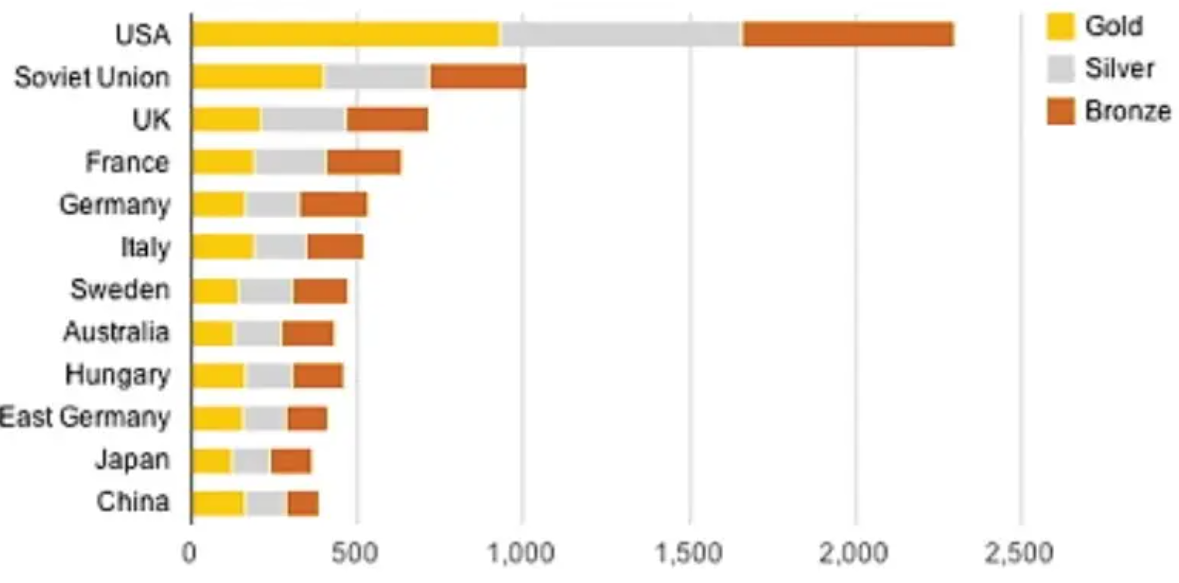 USA
Soviet Union
UK
France
Germany
Italy
Sweden
Australia
Hungary
East Germany
Japan
China
0 500 1,000 1,500 2,000 2,500
Gold
Silver
Bronze